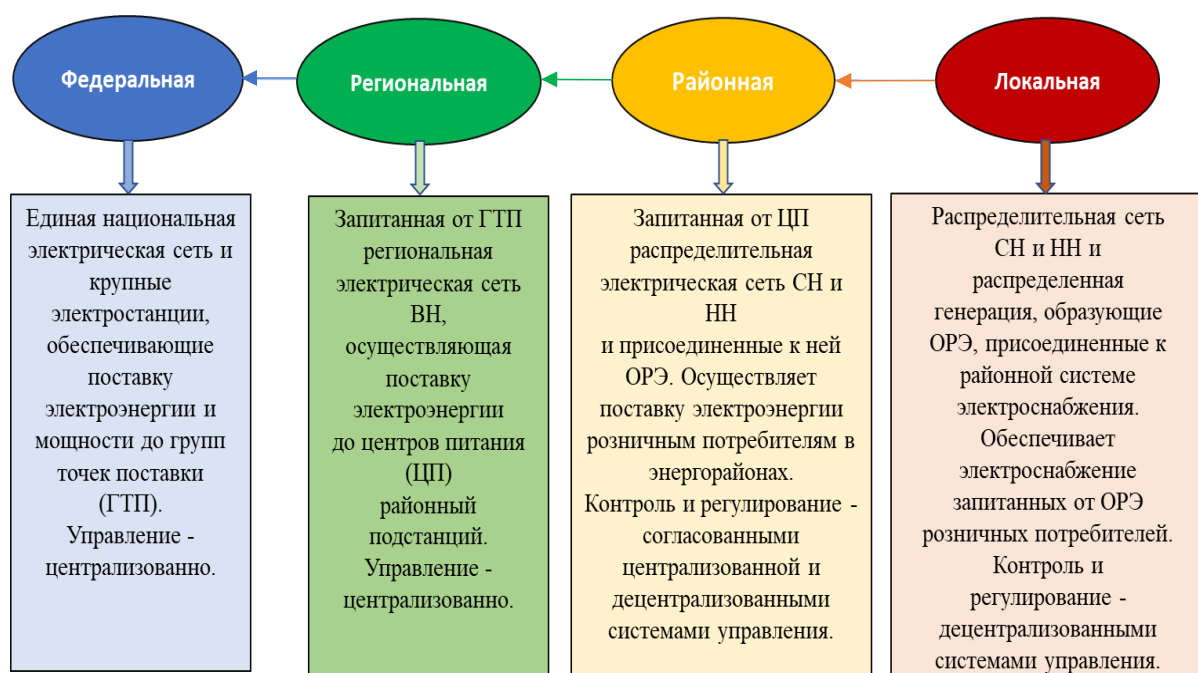 Федеральная
Региональная
Районная
Локальная
Единая национальная
электрическая сеть и
крупные
электростанции,
обеспечивающие
поставку
электроэнергии и
мощности до групп
точек поставки
(ГТП).
Управление -
централизованно.
Запитанная от ГТП
региональная
электрическая сеть
ВН,
осуществляющая
поставку
электроэнергии
до центров питания
(ЦП)
районный
подстанций.
Управление -
централизованно.
Запитанная от ЦП
распределительная
электрическая сеть СН и
НН
и присоединенные к ней
ОРЭ. Осуществляет
поставку электроэнергии
розничным потребителям в
энергорайонах.
Контроль и регулирование -
согласованными
централизованной и
децентрализованными
системами управления.
Распределительная сеть
СН и НН и
распределенная
генерация, образующие
ОРЭ, присоединенные к
районной системе
электроснабжения.
Обеспечивает
электроснабжение
запитанных от ОРЭ
розничных потребителей.
Контроль и
регулирование -
децентрализованными
системами управления.